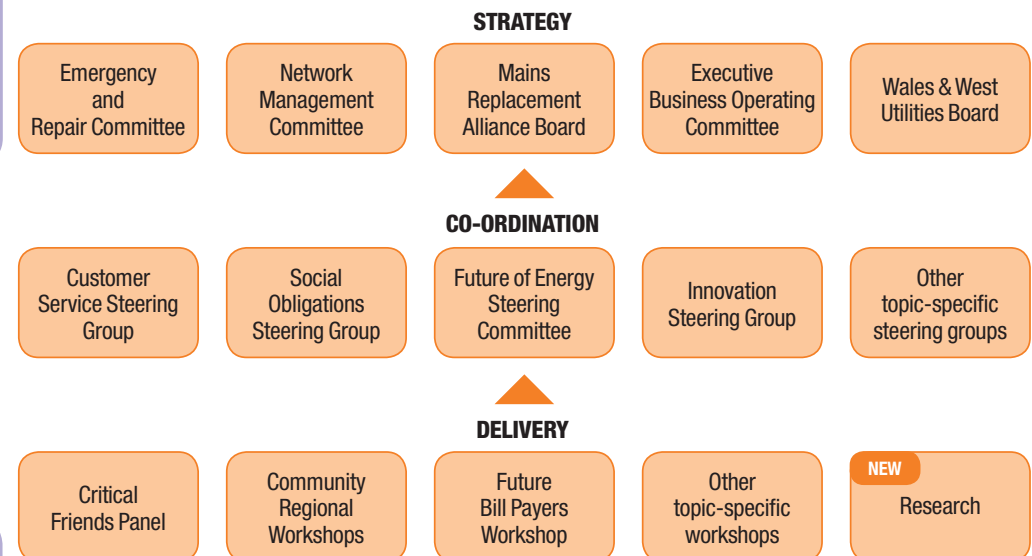 STRATEGY
Emergency
and
Repair Committee
Network
Management
Committee
Mains
Replacement
Alliance Board
Executive
Business Operating
Committee
Wales & West
Utilities Board
CO-ORDINATION
Customer
Service Steering
Group
Social
Obligations
Steering Group
Future of Energy
Steering
Committee
Innovation
Steering Group
Other
topic-specific
steering groups
DELIVERY
Critical
Friends Panel
Community
Regional
Workshops
Future
Bill Payers
Workshop
Other
topic-specific
workshops
NEW
Research